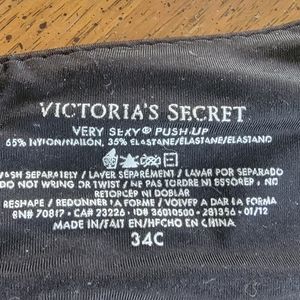 VICTORIA'S SECRET
VERY SEXY® PUSH-UP
65% NYLON/NAILON, 35% ELASTANE/ELASTANE/ELASTANO
WASH SEPARATELY / LAVER SÉPARÉMENT / LAVAR POR SEPARADO
DO NOT WRING OR TWIST / NE PAS TORDRE NI ESSORER / NO
RETORCER NI DOBLAR
RESHAPE / REDONNER LA FORME / VOLVER A DAR LA FORMA
RN# 70817 • CA# 23226 • ID# 36010500 • 281356 • 01/12
MADE IN/FAIT EN/HECHO EN CHINA
34C